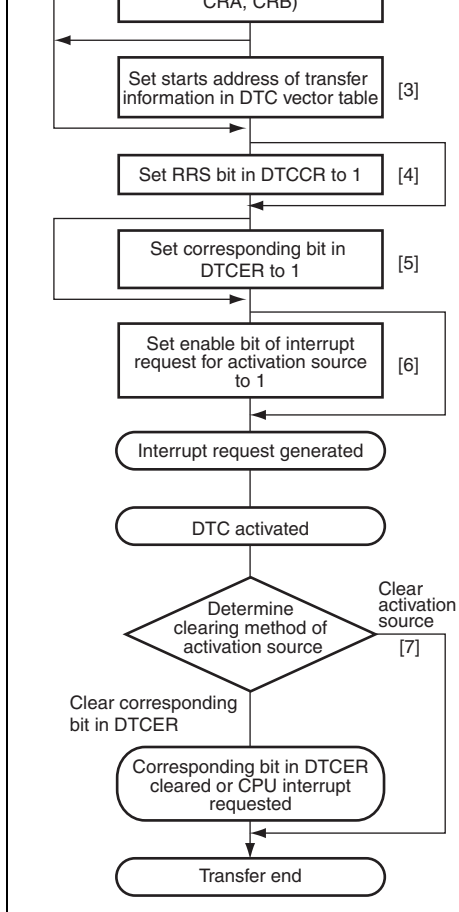 CRA, CRB)
Set starts address of transfer
information in DTC vector table
[3]
Set RRS bit in DTCCR to 1
[4]
Set corresponding bit in
DTCER to 1
[5]
Set enable bit of interrupt
request for activation source
to 1
[6]
Interrupt request generated
DTC activated
Determine
clearing method of
activation source
Clear
activation
source
[7]
Clear corresponding
bit in DTCER
Corresponding bit in DTCER
cleared or CPU interrupt
requested
Transfer end